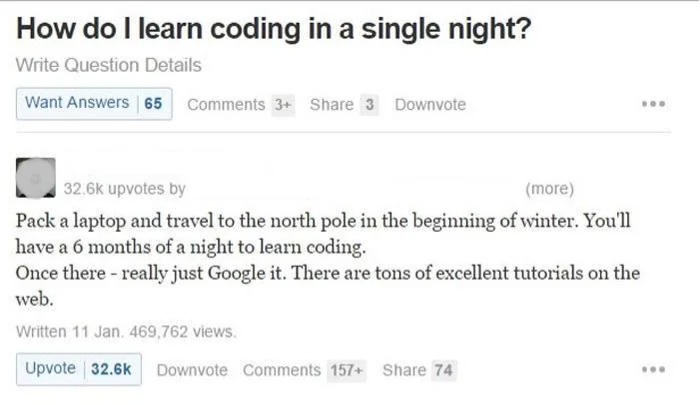 How do I learn coding in a single night?
Write Question Details
Want Answers 65 Comments 3+ Share 3 Downvote
32.6k upvotes by (more)
Pack a laptop and travel to the north pole in the beginning of winter. You'll
have a 6 months of a night to learn coding.
Once there - really just Google it. There are tons of excellent tutorials on the
web.
Written 11 Jan. 469,762 views.
Upvote 32.6k Downvote Comments 157+ Share 74